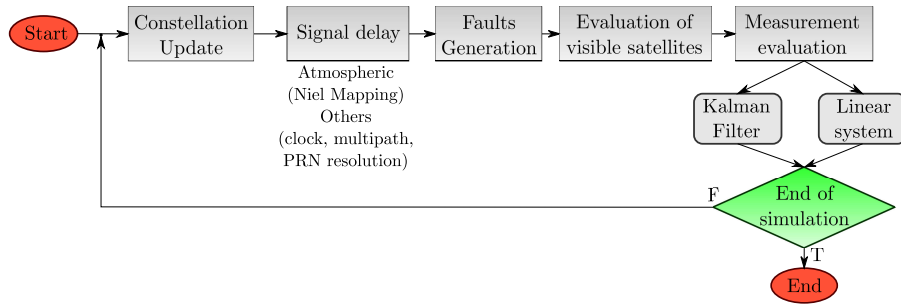 Start
Constellation
Update
Signal delay
Atmospheric
(Niel Mapping)
Others
(clock, multipath,
PRN resolution)
Faults
Generation
Evaluation of
visible satellites
Measurement
evaluation
Kalman
Filter
Linear
system
F
End of
simulation
T
End